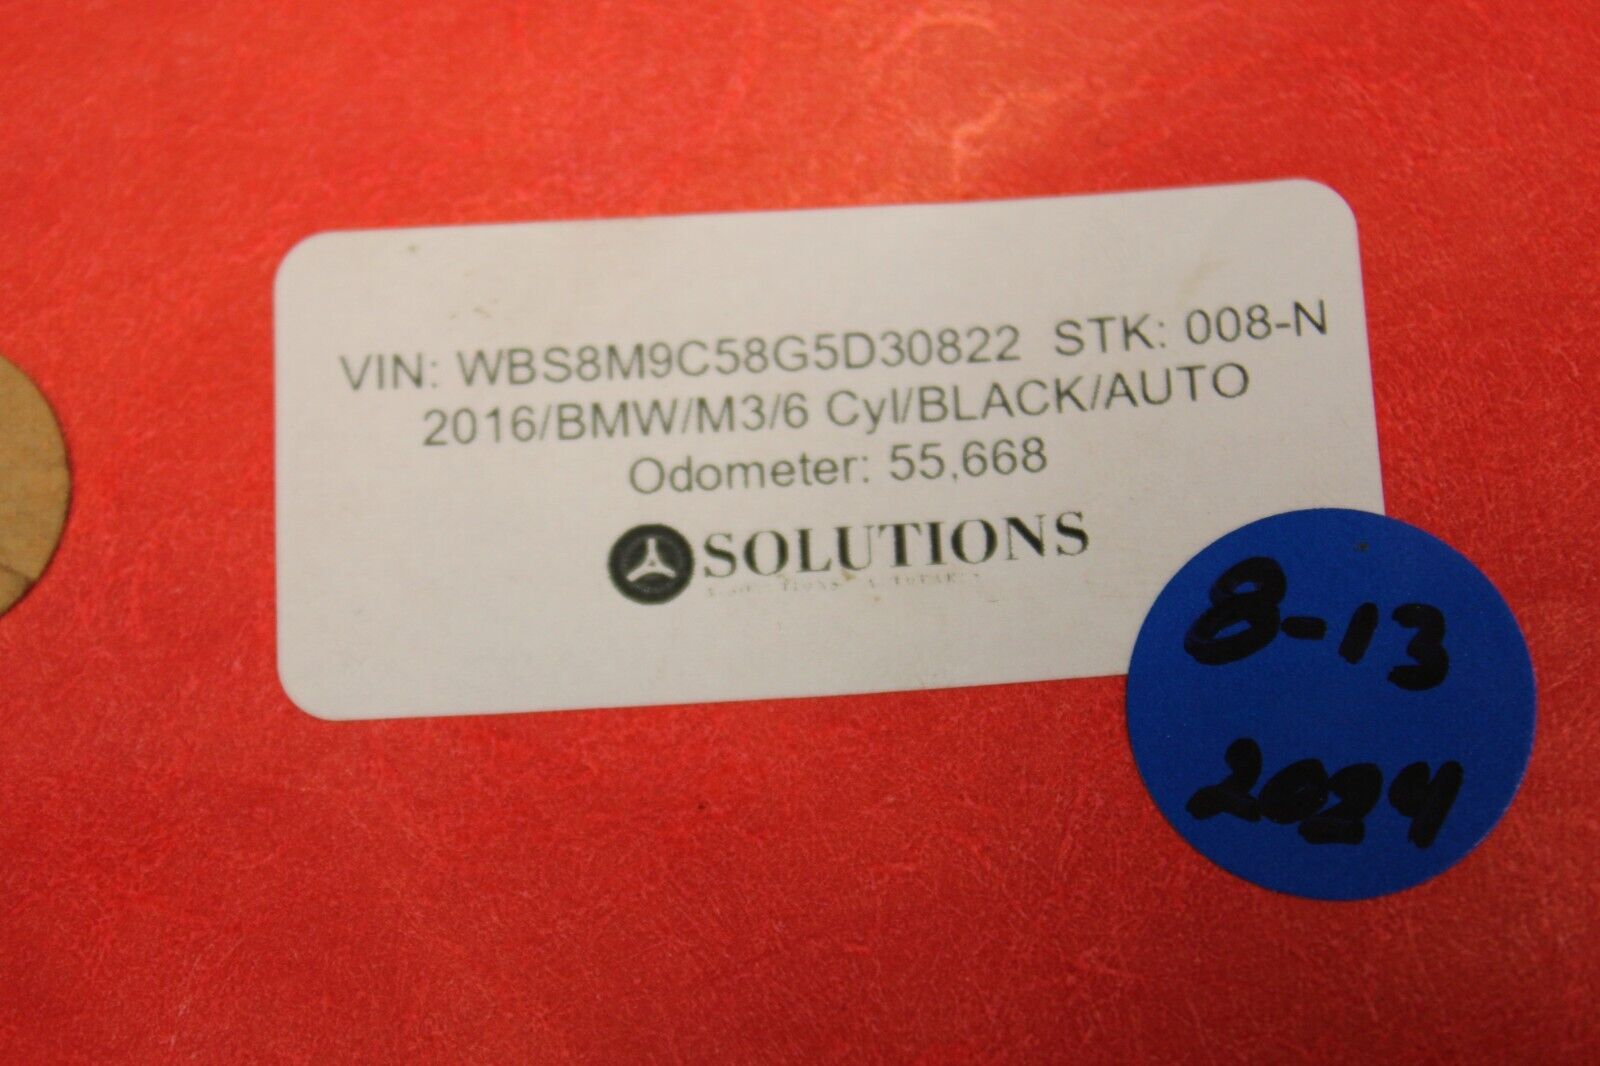 VIN: WBS8M9C58G5D30822 STK: 008-N
2016/BMW/M3/6 Cyl/BLACK/AUTO
Odometer: 55,668
SOLUTIONS
8-13
2024